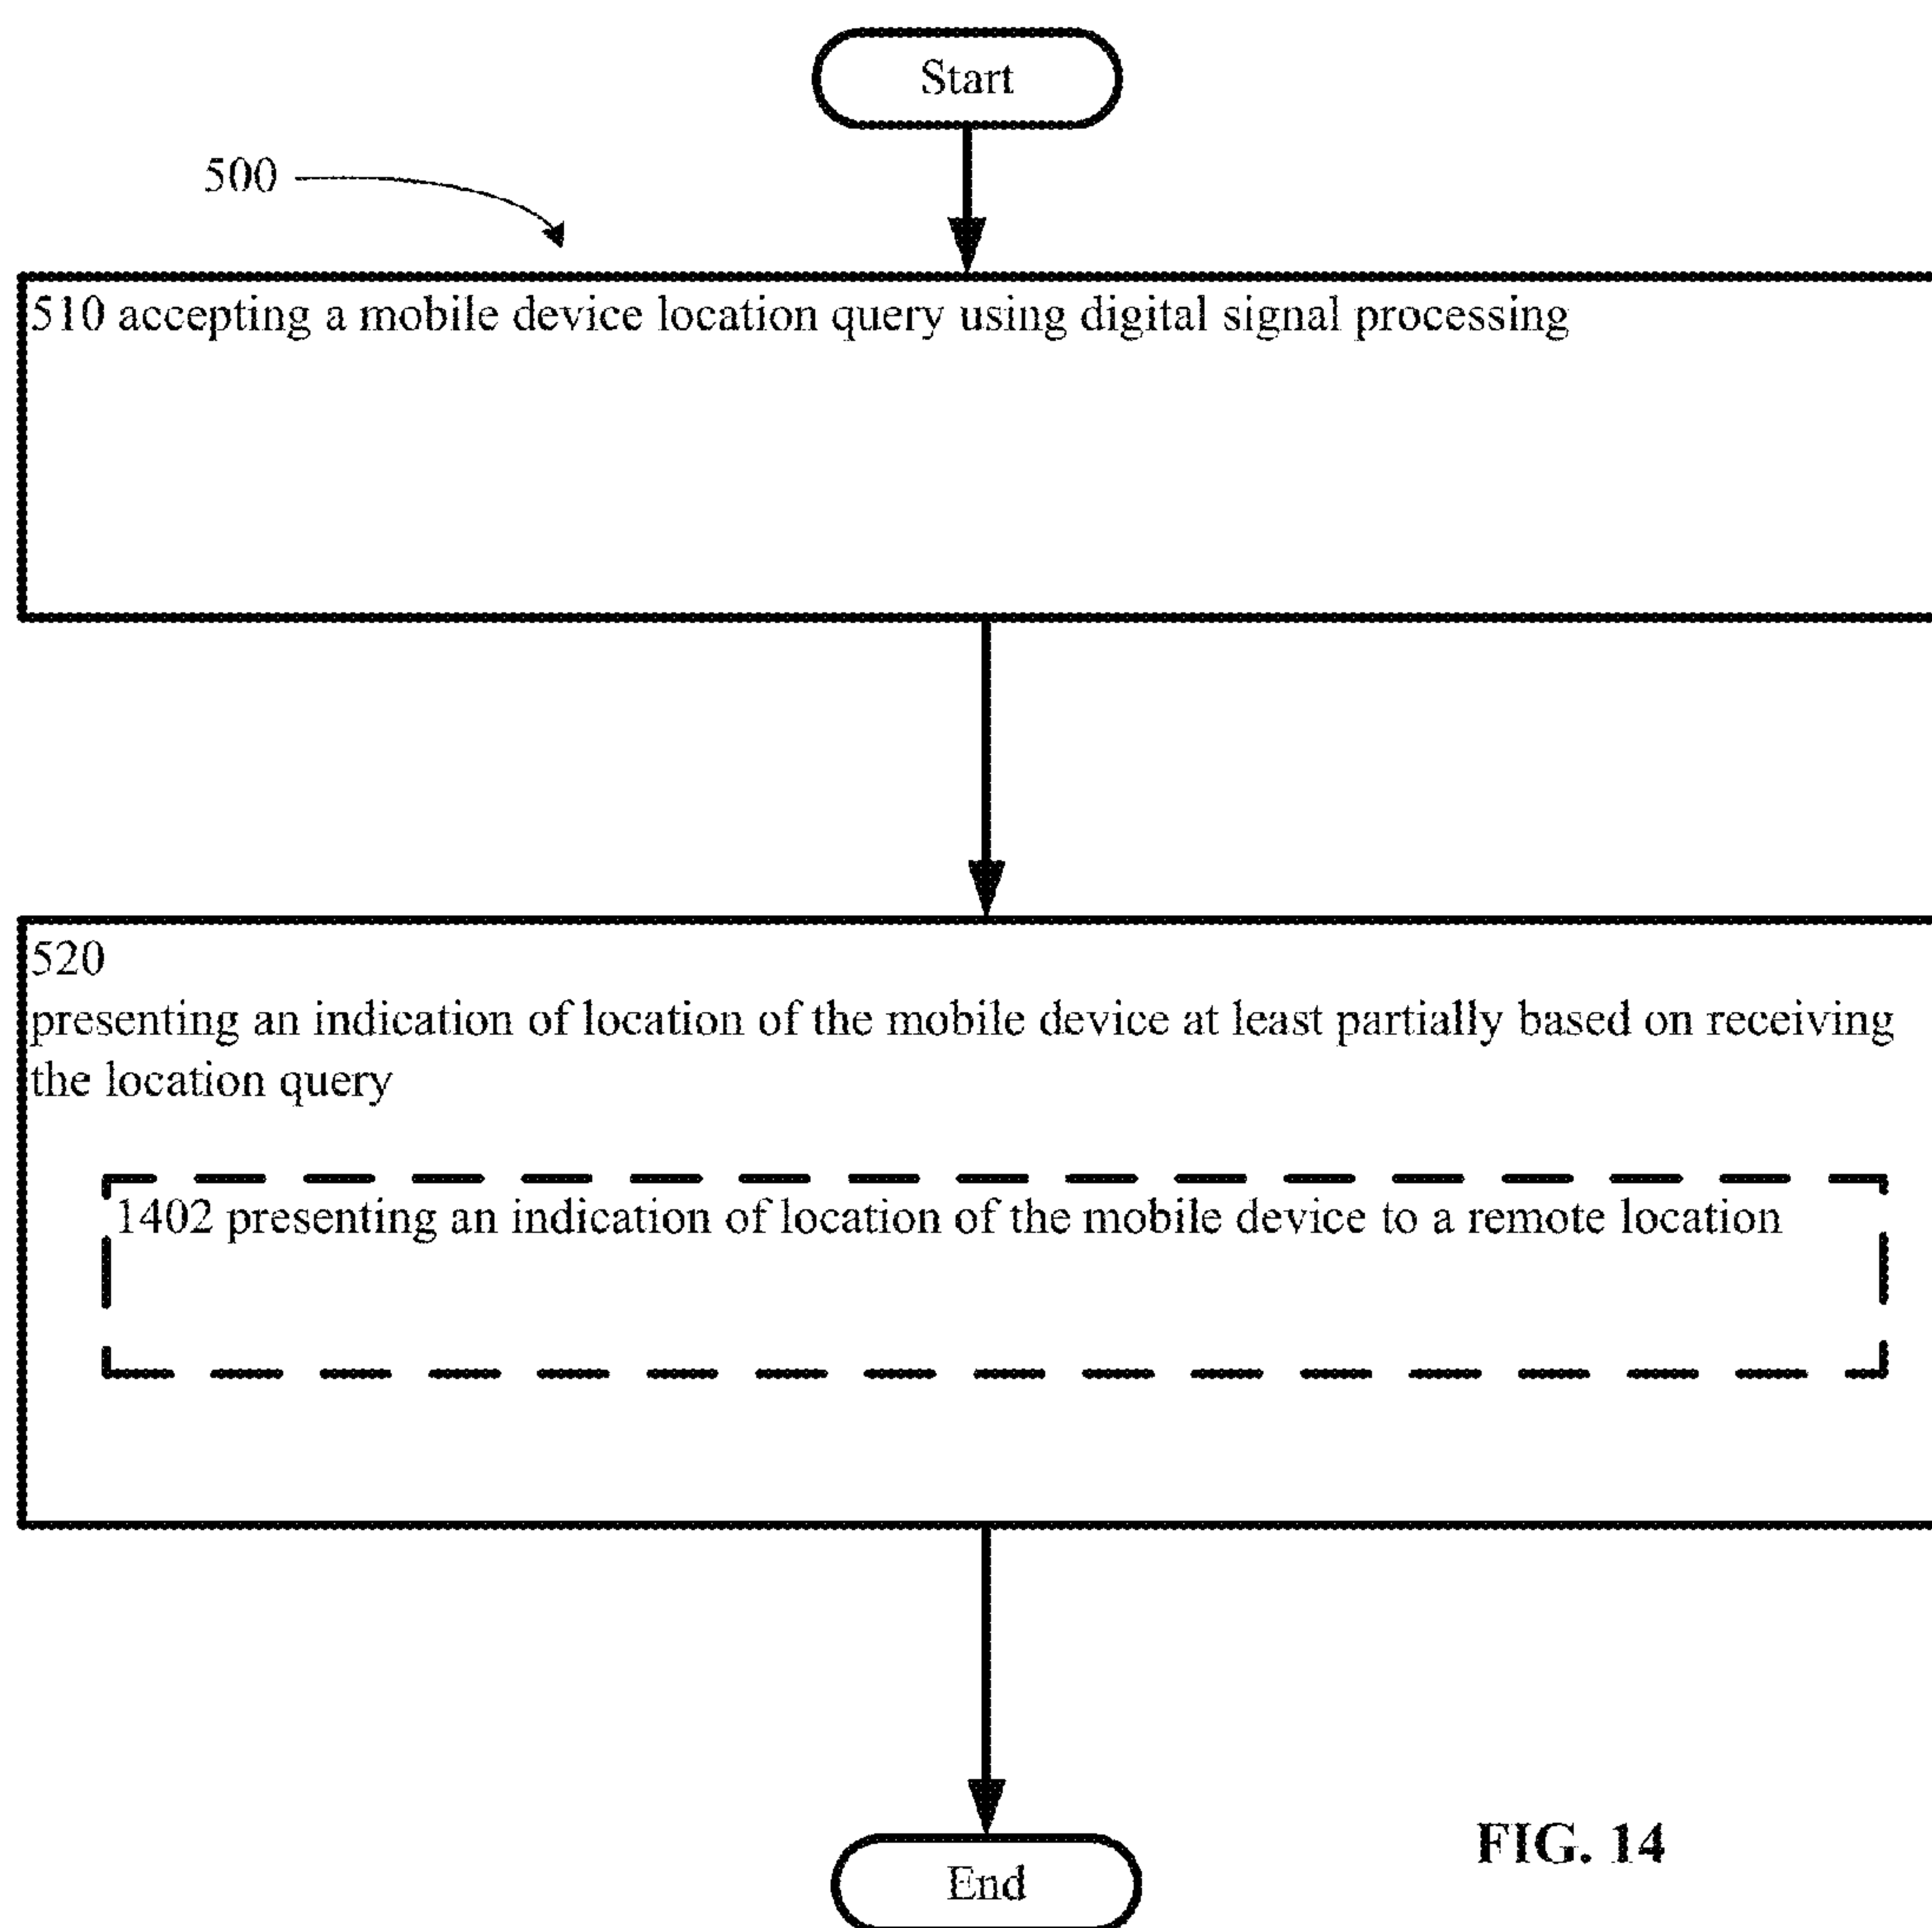 Start
500
510 accepting a mobile device location query using digital signal processing
520
presenting an indication of location of the mobile device at least partially based on receiving
the location query
1402 presenting an indication of location of the mobile device to a remote location
End
FIG. 14